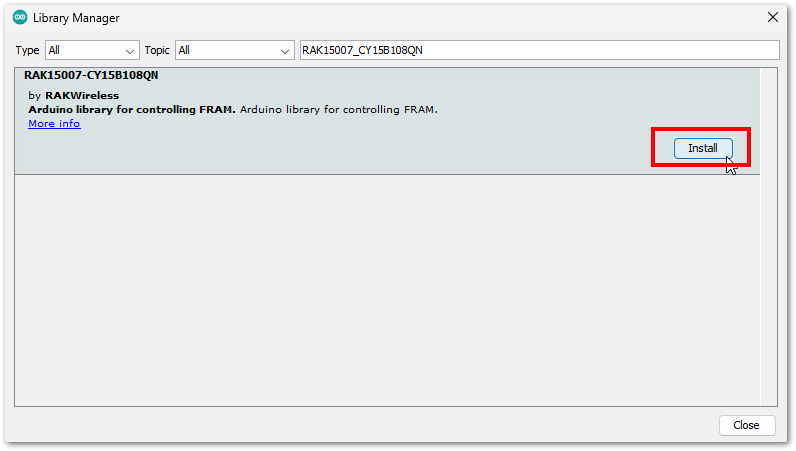 Library Manager
Type All Topic All RAK15007_CY15B108QN
RAK15007-CY15B108QN
by RAKWireless
Arduino library for controlling FRAM. Arduino library for controlling FRAM.
More info
Install
Close